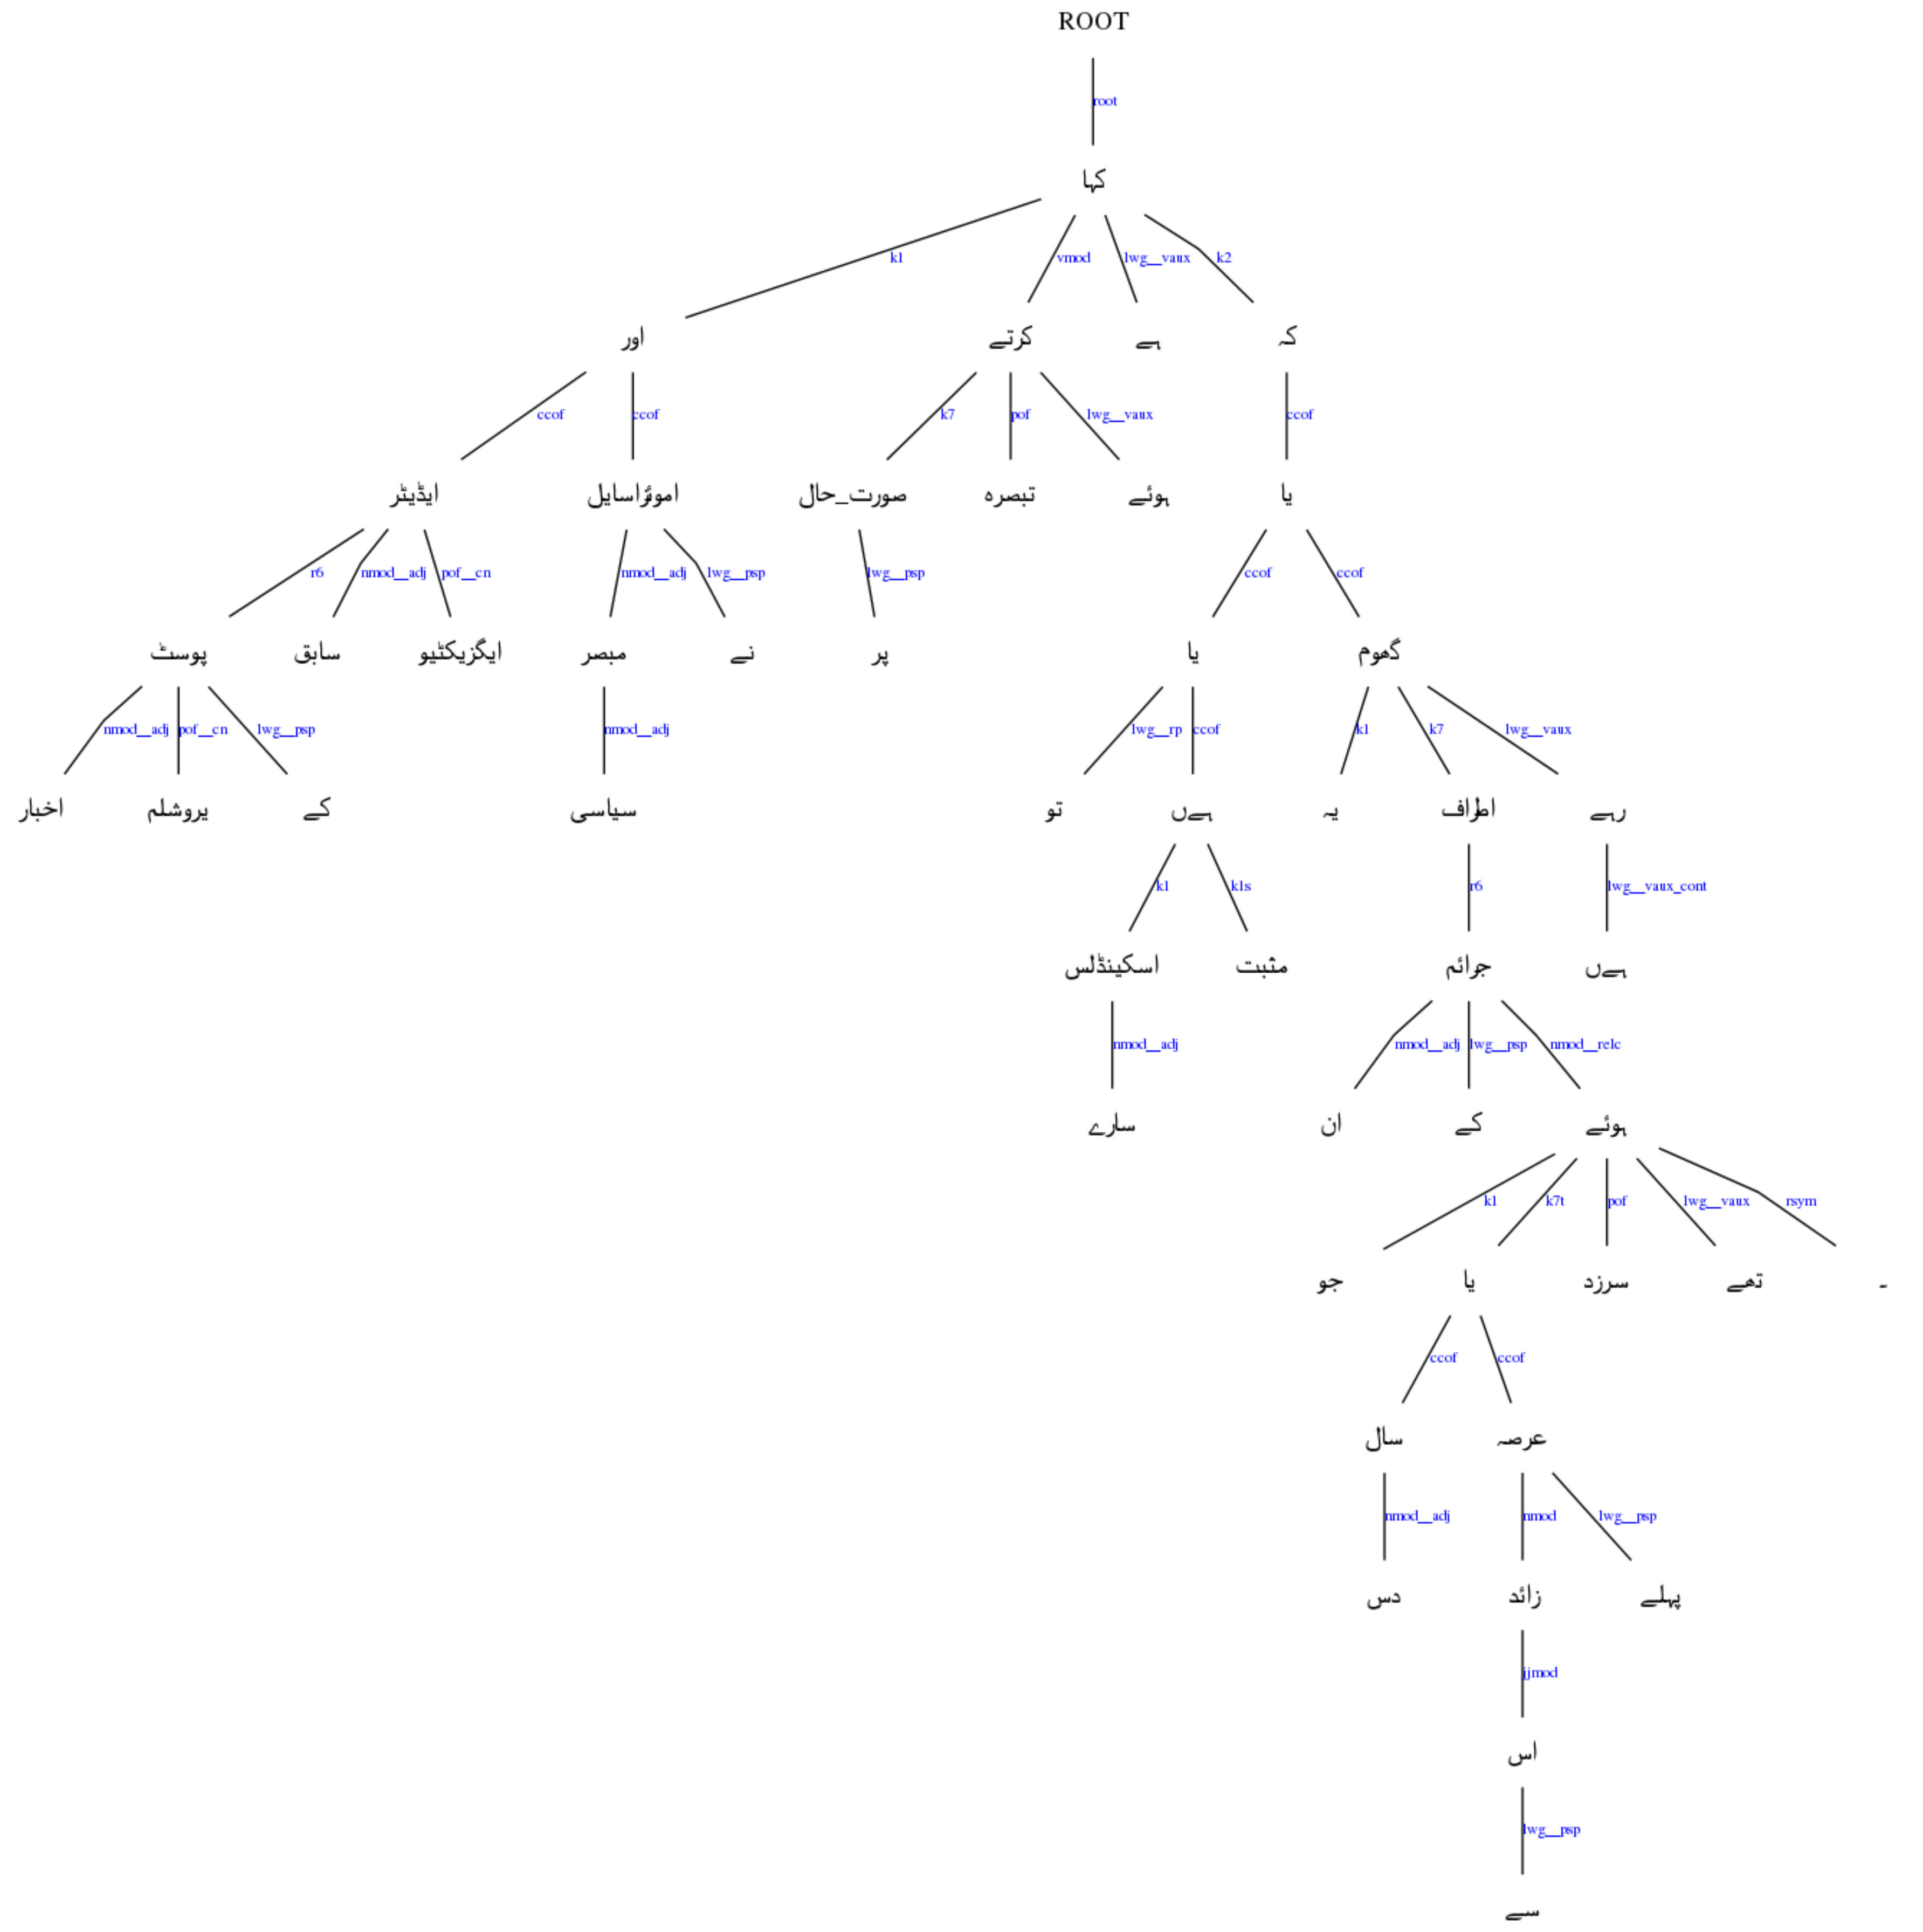 ROOT
root
کہا
k1 vmod lwg__vaux k2
اور کرتے ہے کہ
ccof ccof k7 pof lwg__vaux ccof
ایڈیٹر صورت_حال تبصرہ ہوئے یا
r6 nmod__adj pof__cn nmod__adj lwg__psp lwg__psp ccof ccof
پوسٹ سابق ایگزیکٹیو مبصر نے پر یا گھوم
nmod__adj pof__cn lwg__psp nmod__adj lwg__rp ccof k1 k7 lwg__vaux
اخبار یروشلم کے سیاسی تو ہےں یہ اطراف رہے
k1 k1s r6 lwg__vaux_cont
اسکینڈلس مثبت جرائم ہےں
nmod__adj nmod__adj lwg__psp nmod__relc
سارے ان کے ہوئے
k1 k7t pof lwg__vaux rsym
جو یا سرزد تھے ۔
ccof ccof
سال عرصہ
nmod__adj nmod lwg__psp
دس زائد پہلے
jjmod
اس
lwg__psp
سے